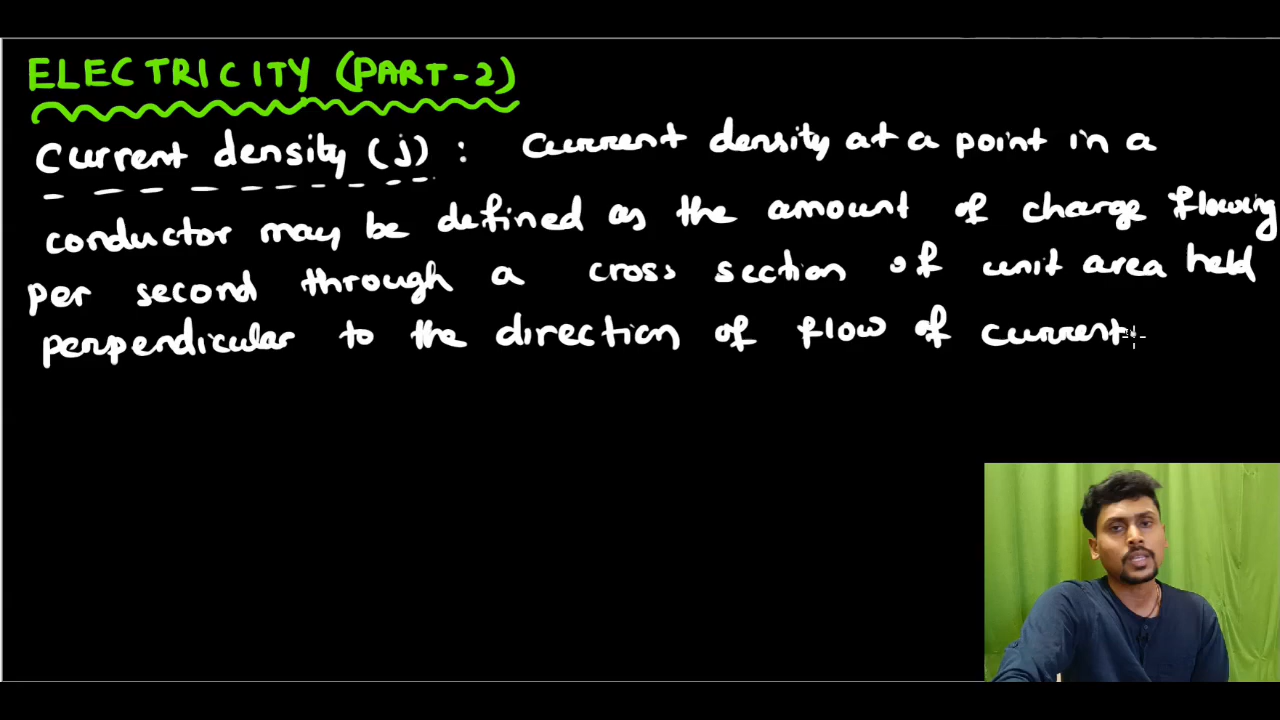 ELECTRICITY (PART-2)
Current density (j) : Current density at a point in a
conductor may be defined as the amount of charge flowing
per second through a cross section of unit area held
perpendicular to the direction of flow of current